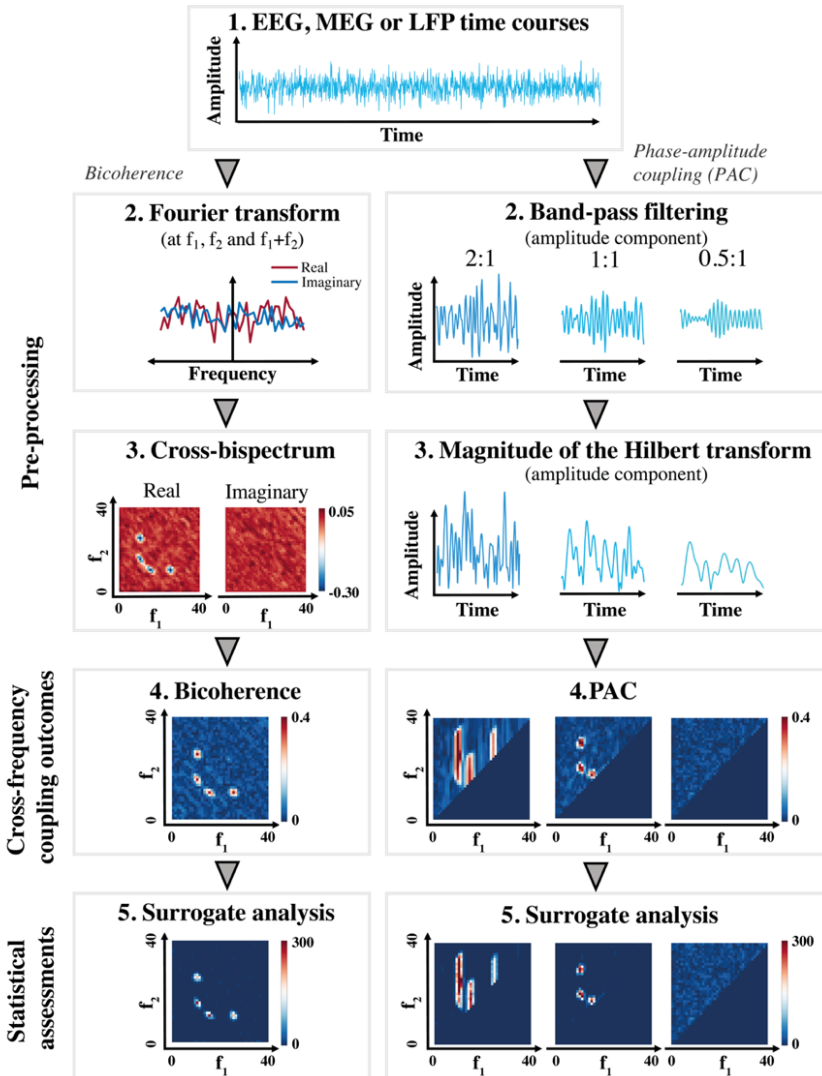 1. EEG, MEG or LFP time courses
Amplitude
Time
Bicoherence
Phase-amplitude
coupling (PAC)
Pre-processing
2. Fourier transform
(at f₁, f₂ and f₁+f₂)
Real
Imaginary
Frequency
2. Band-pass filtering
(amplitude component)
2:1 1:1 0.5:1
Amplitude
Time Time Time
3. Cross-bispectrum
Real Imaginary
40
f₂
0
0 40 0 40
f₁ f₁
0.05
-0.30
3. Magnitude of the Hilbert transform
(amplitude component)
Amplitude
Time Time Time
Cross-frequency
coupling outcomes
4. Bicoherence
40
f₂
0
0 40
f₁
0.4
0
4.PAC
40
f₂
0
0 40 0 40 0 40
f₁ f₁ f₁
0.4
0
Statistical
assessments
5. Surrogate analysis
40
f₂
0
0 40
f₁
300
0
5. Surrogate analysis
40
f₂
0
0 40 0 40 0 40
f₁ f₁ f₁
300
0